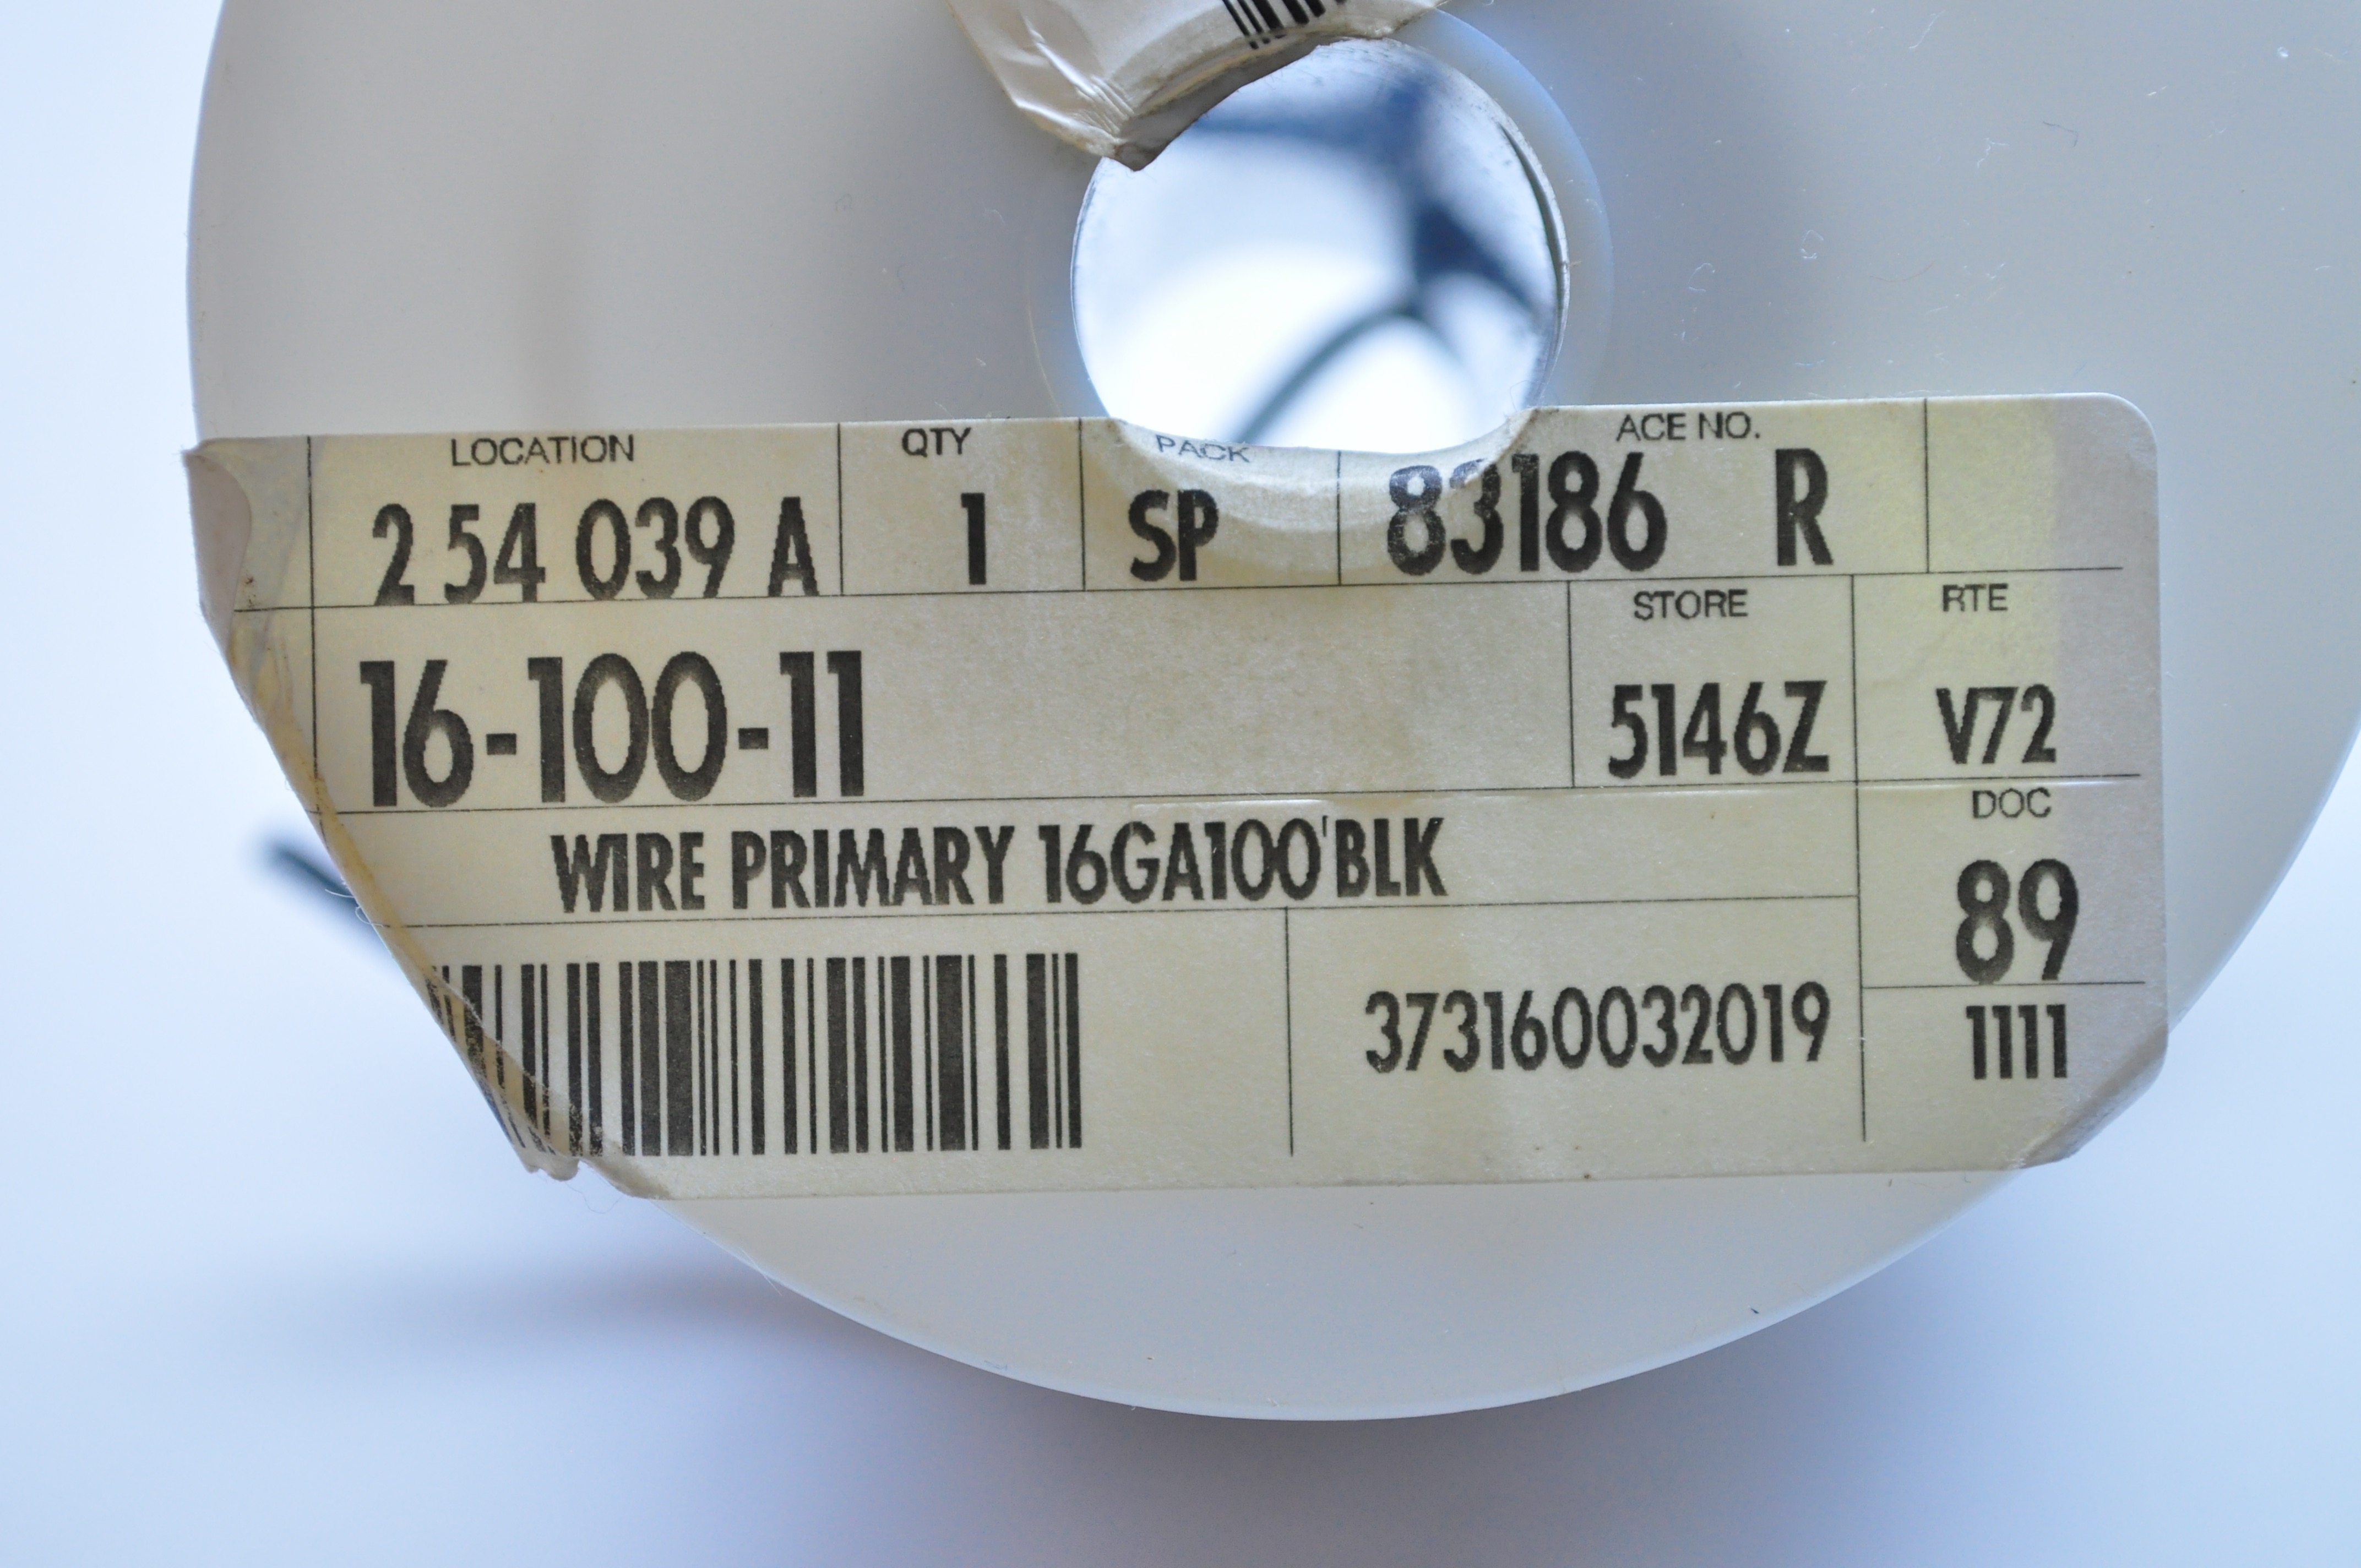 LOCATION QTY PACK ACE NO.
2 54 039 A 1 SP 83186 R
STORE RTE
16-100-11 5146Z V72
DOC
WIRE PRIMARY 16GA100'BLK
89
373160032019
1111